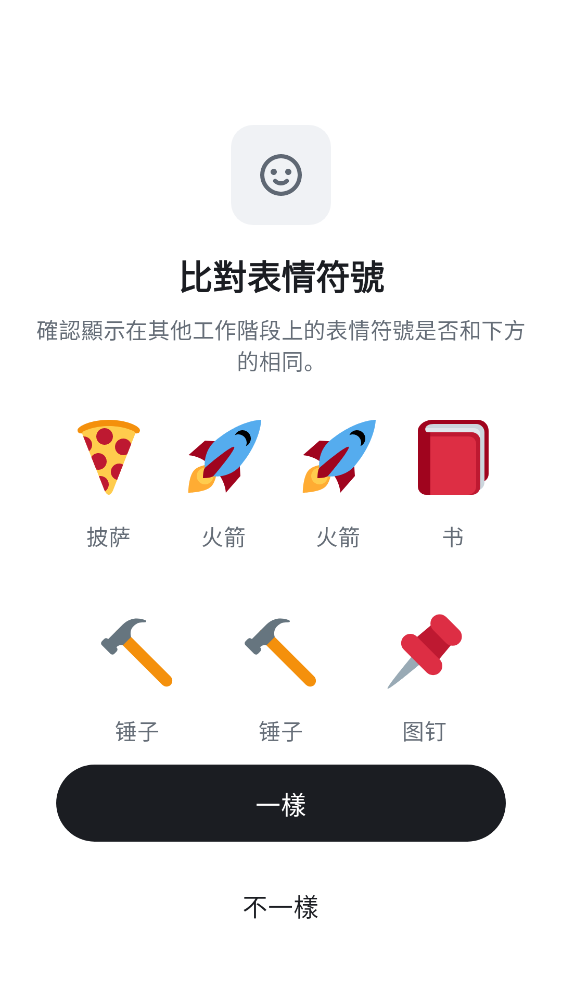 比對表情符號
確認顯示在其他工作階段上的表情符號是否和下方
的相同。
披萨 火箭 火箭 书
锤子 锤子 图钉
一樣
不一樣